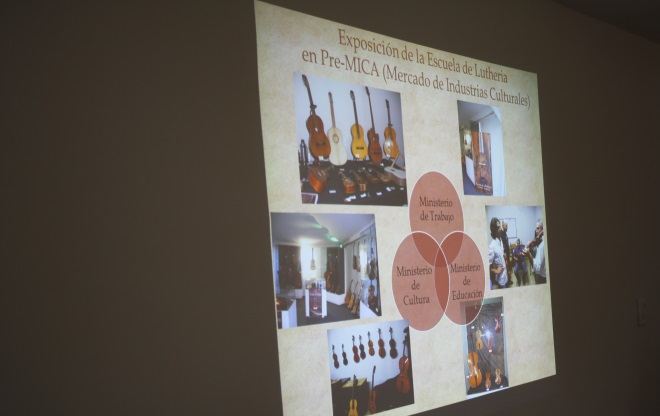 Exposición de la Escuela de Luthería
en Pre-MICA (Mercado de Industrias Culturales)
Ministerio
de Trabajo
Ministerio
de
Cultura
Ministerio
de
Educación